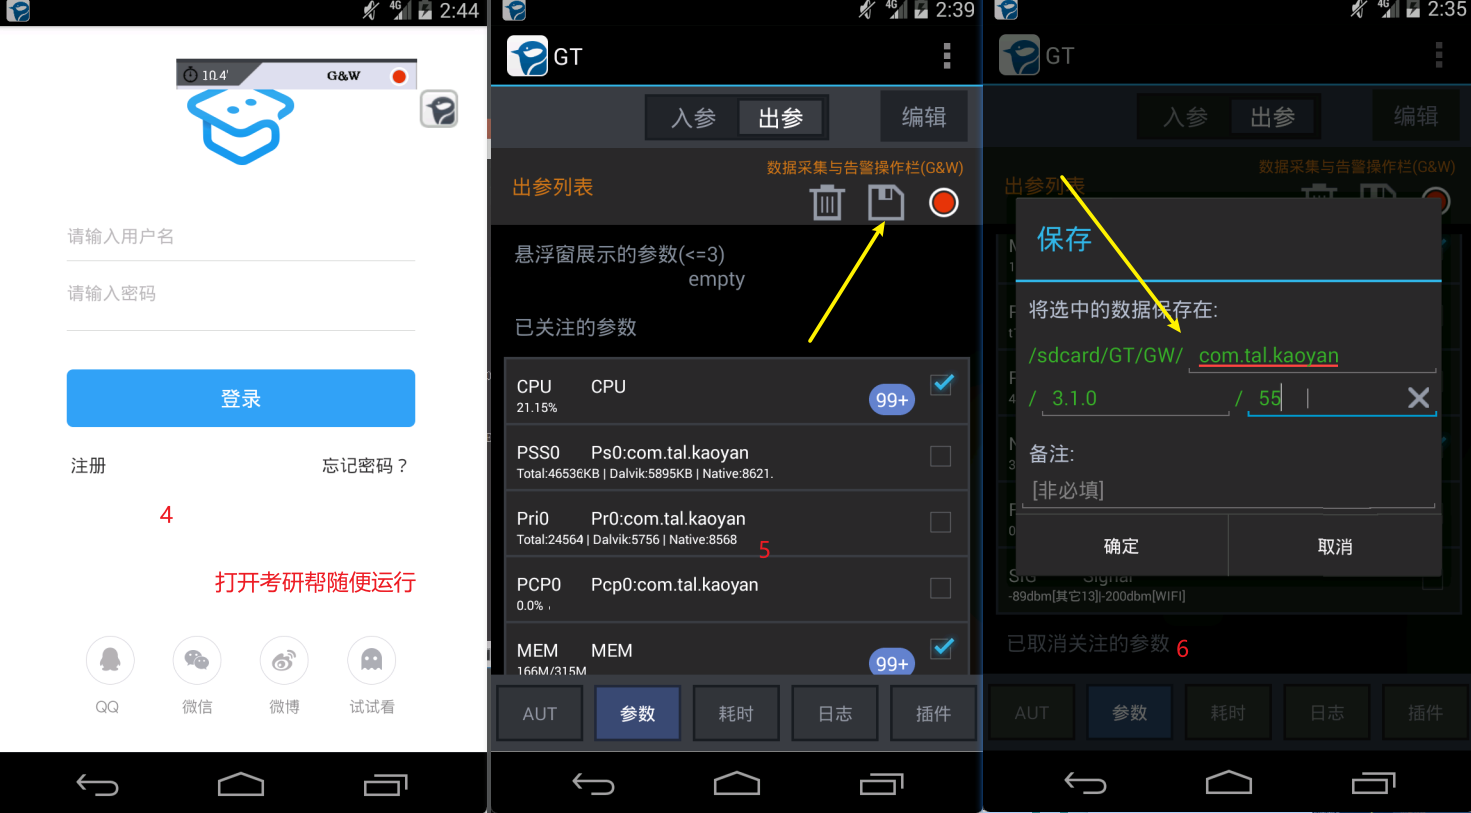 4G 2:44
10.4' G&W
请输入用户名
请输入密码
登录
注册 忘记密码？
4
打开考研帮随便运行
QQ 微信 微博 试试看
4G 2:39
GT
入参 出参 编辑
数据采集与告警操作栏(G&W)
出参列表
悬浮窗展示的参数(<=3)
empty
已关注的参数
CPU CPU
21.15% 99+
PSS0 Ps0:com.tal.kaoyan
Total:46536KB | Dalvik:5895KB | Native:8621.
Pri0 Pr0:com.tal.kaoyan
Total:24564 | Dalvik:5756 | Native:8568
5
PCP0 Pcp0:com.tal.kaoyan
0.0%
MEM MEM
166M/315M 99+
AUT 参数 耗时 日志 插件
4G 2:35
GT
入参 出参 编辑
数据采集与告警操作栏(G&W)
出参列表
保存
将选中的数据保存在:
/sdcard/GT/GW/ com.tal.kaoyan
/ 3.1.0 / 55
备注:
[非必填]
确定 取消
SIG Signal
-89dbm[其它13]|-200dbm[WIFI]
已取消关注的参数
6
AUT 参数 耗时 日志 插件